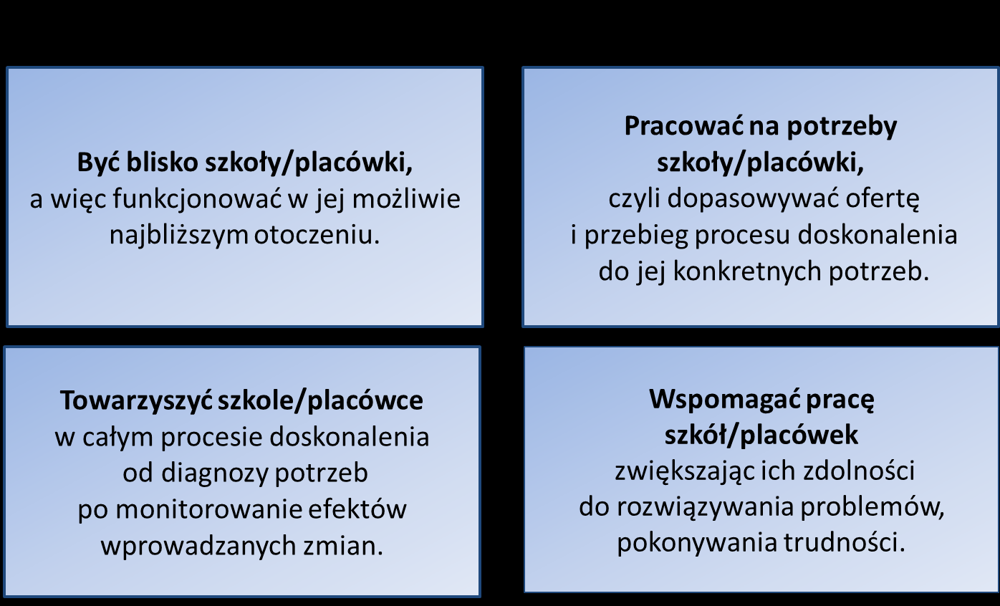 Być blisko szkoły/placówki,
a więc funkcjonować w jej możliwie
najbliższym otoczeniu.
Pracować na potrzeby
szkoły/placówki,
czyli dopasowywać ofertę
i przebieg procesu doskonalenia
do jej konkretnych potrzeb.
Towarzyszyć szkole/placówce
w całym procesie doskonalenia
od diagnozy potrzeb
po monitorowanie efektów
wprowadzanych zmian.
Wspomagać pracę
szkół/placówek
zwiększając ich zdolności
do rozwiązywania problemów,
pokonywania trudności.